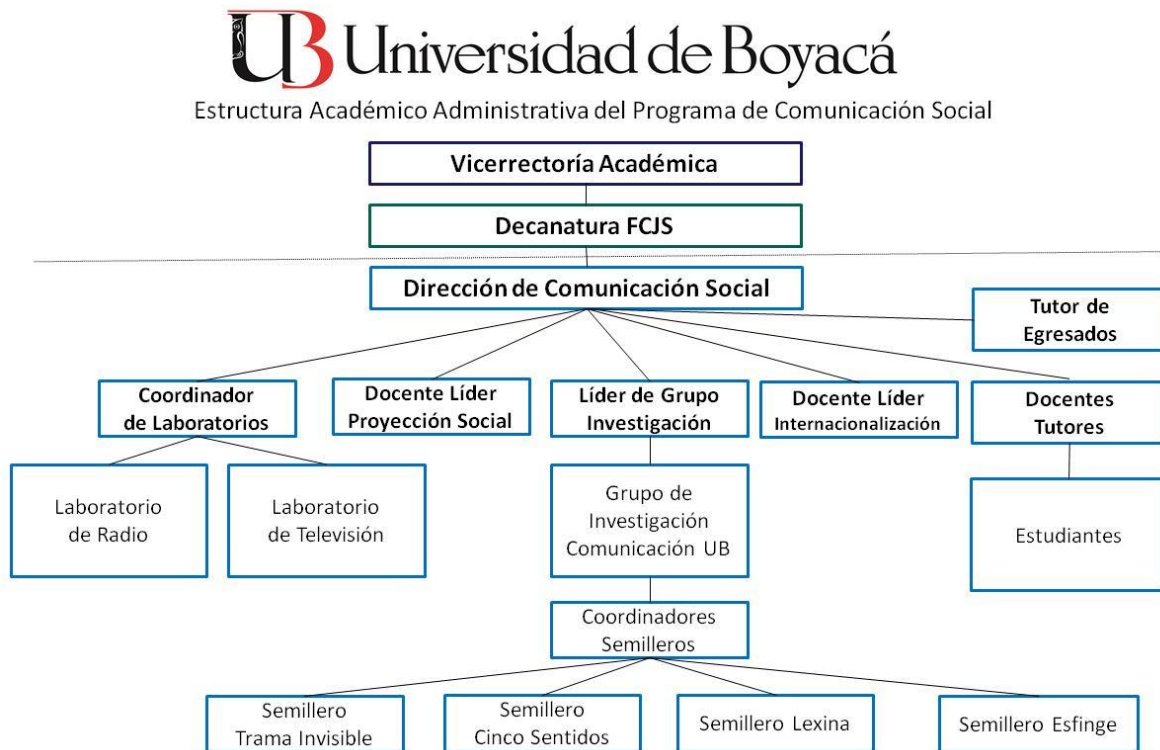 UB Universidad de Boyacá
Estructura Académico Administrativa del Programa de Comunicación Social
Vicerrectoría Académica
Decanatura FCJS
Dirección de Comunicación Social
Tutor de
Egresados
Coordinador
de Laboratorios
Docente Líder
Proyección Social
Líder de Grupo
Investigación
Docente Líder
Internacionalización
Docentes
Tutores
Laboratorio
de Radio
Laboratorio
de Televisión
Grupo de
Investigación
Comunicación UB
Estudiantes
Coordinadores
Semilleros
Semillero
Trama Invisible
Semillero
Cinco Sentidos
Semillero Lexina
Semillero Esfinge